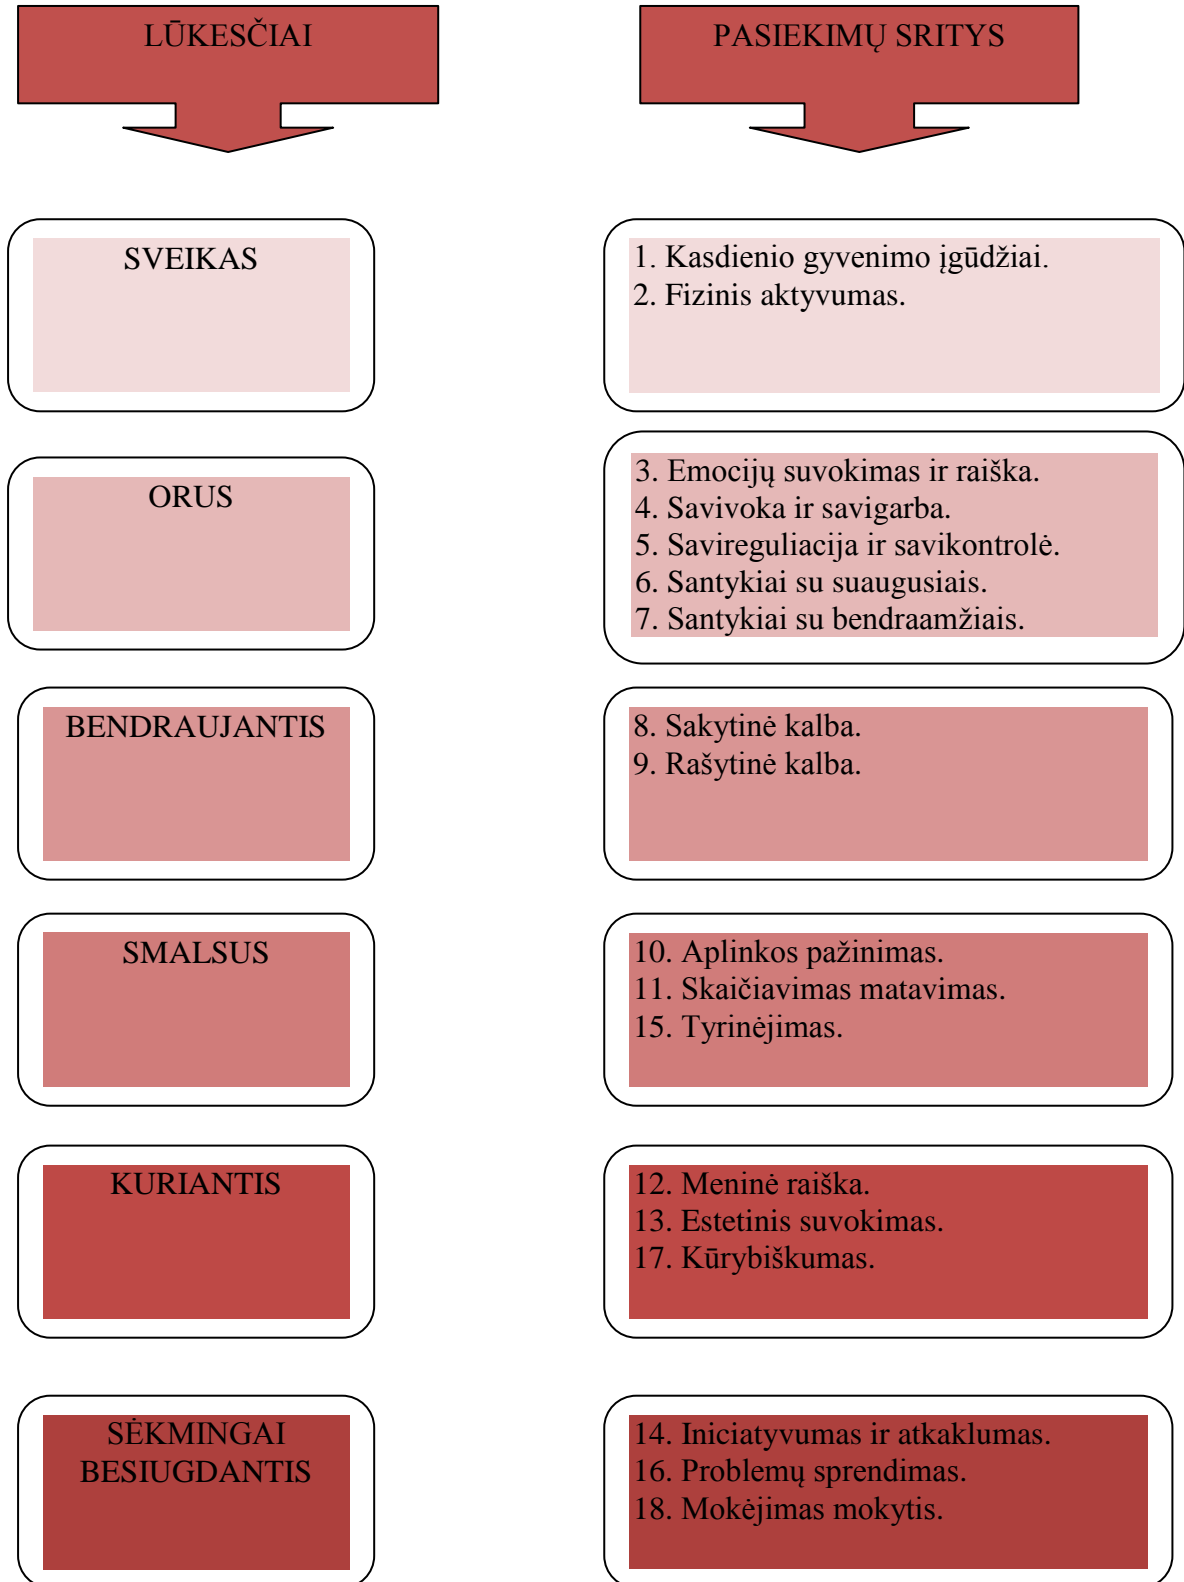 LŪKESČIAI
PASIEKIMŲ SRITYS
SVEIKAS
1. Kasdienio gyvenimo įgūdžiai.
2. Fizinis aktyvumas.
ORUS
3. Emocijų suvokimas ir raiška.
4. Savivoka ir savigarba.
5. Savireguliacija ir savikontrolė.
6. Santykiai su suaugusiais.
7. Santykiai su bendraamžiais.
BENDRAUJANTIS
8. Sakytinė kalba.
9. Rašytinė kalba.
SMALSUS
10. Aplinkos pažinimas.
11. Skaičiavimas matavimas.
15. Tyrinėjimas.
KURIANTIS
12. Meninė raiška.
13. Estetinis suvokimas.
17. Kūrybiškumas.
SĖKMINGAI
BESIUGDANTIS
14. Iniciatyvumas ir atkaklumas.
16. Problemų sprendimas.
18. Mokėjimas mokytis.